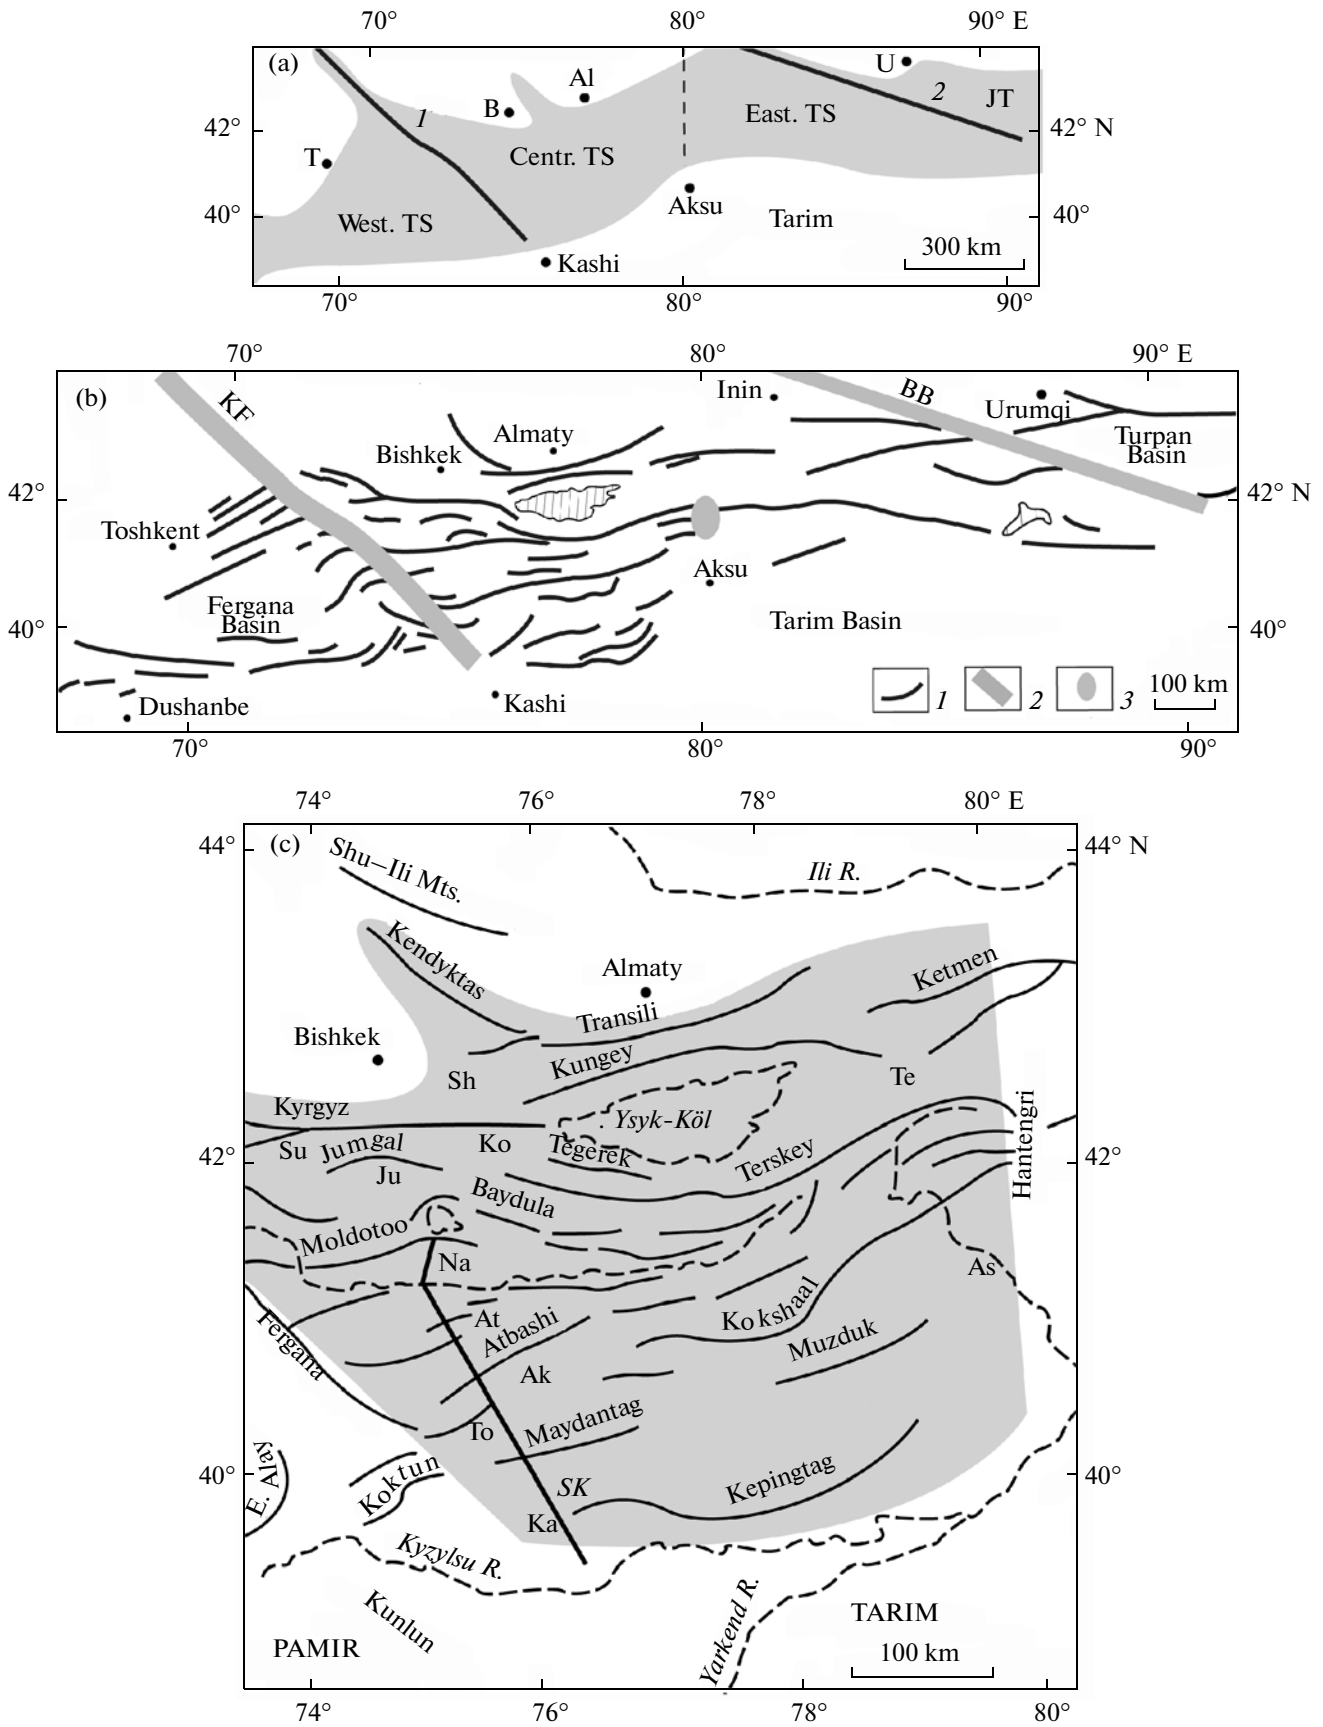 70° 80° 90° E
(a)
U
Al
B
1
2
JT
East. TS
42° 42° N
T
Centr. TS
West. TS
40° 40°
Aksu
Tarim
Kashi
300 km
70° 80° 90°
70° 80° 90° E
(b)
KF
Inin
BB
Urumqi
Almaty
Bishkek
Turpan
Basin
42° 42° N
Toshkent
Aksu
Fergana
Basin
40° 40°
Tarim Basin
1 2 3 100 km
Dushanbe
Kashi
70° 80° 90°
74° 76° 78° 80° E
44° 44° N
(c)
Shu–Ili Mts.
Ili R.
Kendyktas
Almaty
Ketmen
Transili
Bishkek
Kungey
Sh
Te
Kyrgyz
Ysyk-Köl
Su
Jumgal
Ko
Tegerek
Terskey
Hantengri
42° 42°
Ju
Baydula
Moldotoo
Na
As
Fergana
At
Atbashi
Kokshaal
Muzduk
Ak
To
Maydantag
E. Alay
Koktun
SK
Kepingtag
40° 40°
Ka
Kyzylsu R.
Yarkend R.
TARIM
Kunlun
PAMIR
100 km
74° 76° 78° 80°